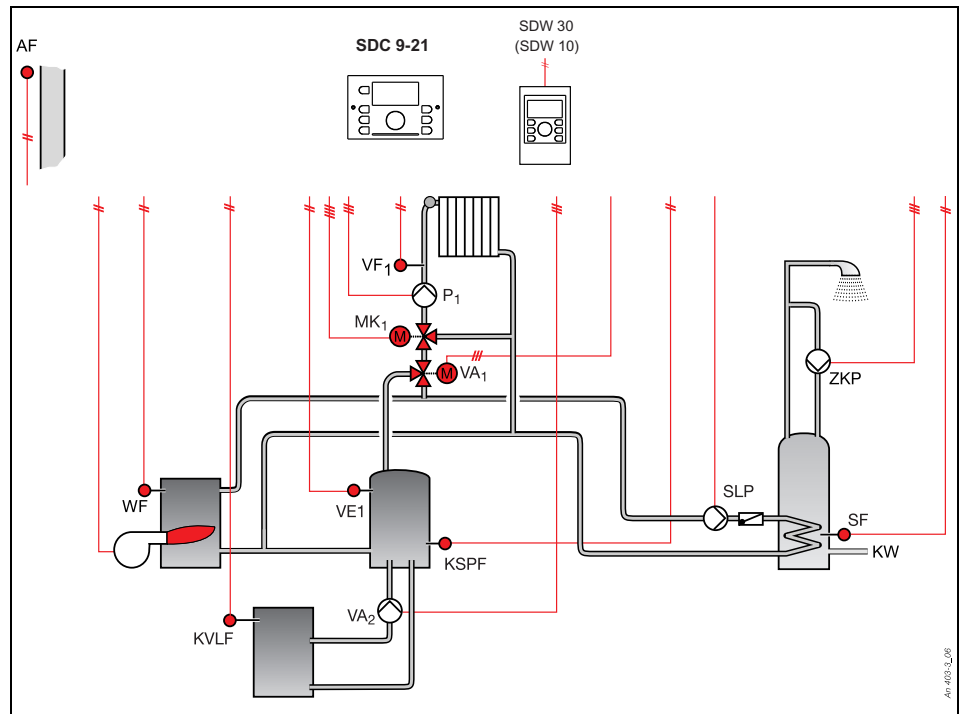 AF
SDC 9-21
SDW 30
(SDW 10)
VF1
P1
MK1
M
M
VA1
ZKP
WF
VE1
SLP
SF
KSPF
KW
VA2
KVLF
An 403-3_06